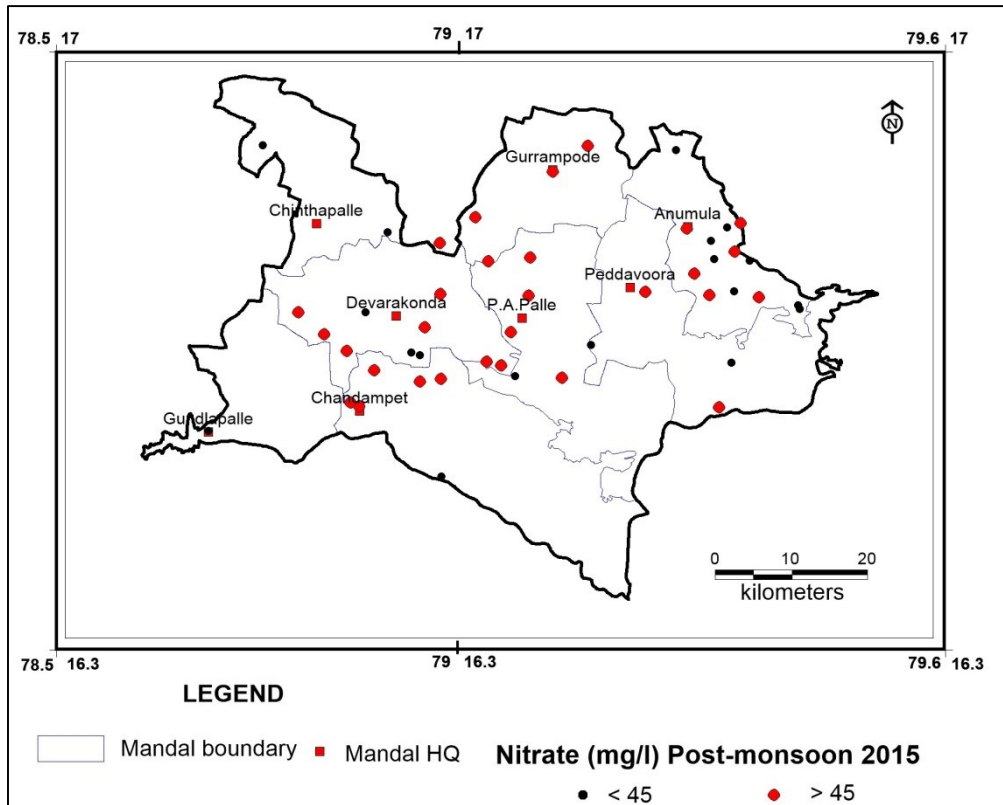 78.5 17
79 17
79.6 17
N
Gurrampode
Chinthapalle
Anumula
Peddavoora
Devarakonda
P.A.Palle
Chandampet
Gundlapalle
0 10 20
kilometers
78.5 16.3
79 16.3
79.6 16.3
LEGEND
Mandal boundary
Mandal HQ
Nitrate (mg/l) Post-monsoon 2015
< 45
> 45